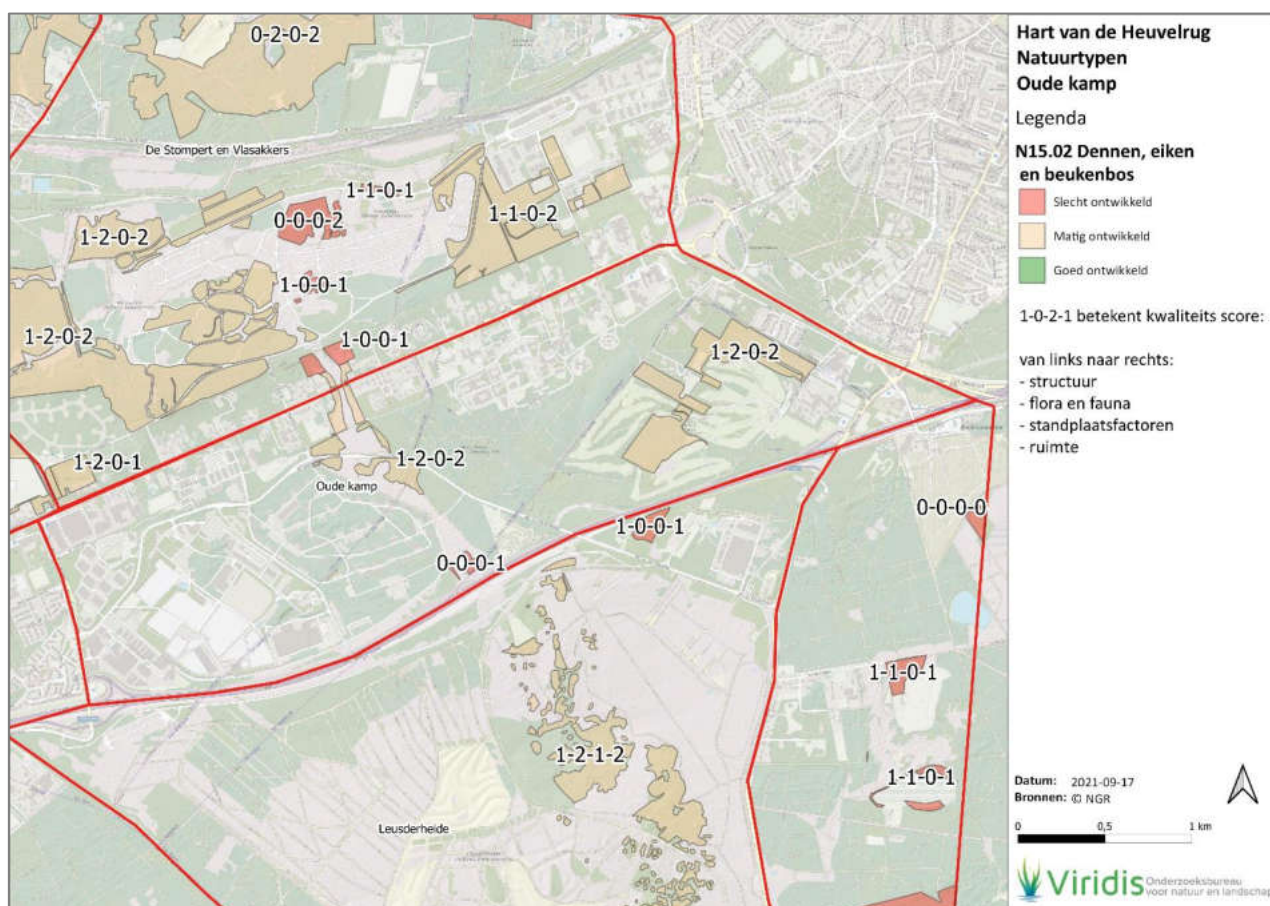 0-2-0-2
De Stompert en Vlasakkers
1-1-0-1
0-0-0-2
1-1-0-2
1-2-0-2
1-0-0-1
1-2-0-2
1-0-0-1
1-2-0-2
1-2-0-1
1-2-0-2
Oude kamp
0-0-0-0
1-0-0-1
0-0-0-1
1-1-0-1
1-2-1-2
1-1-0-1
Leusderheide
Hart van de Heuvelrug
Natuurtypen
Oude kamp
Legenda
N15.02 Dennen, eiken
en beukenbos
Slecht ontwikkeld
Matig ontwikkeld
Goed ontwikkeld
1-0-2-1 betekent kwaliteits score:
van links naar rechts:
- structuur
- flora en fauna
- standplaatsfactoren
- ruimte
Datum: 2021-09-17
Bronnen: © NGR
0 0,5 1 km
Viridis Onderzoeksbureau
voor natuur en landschap